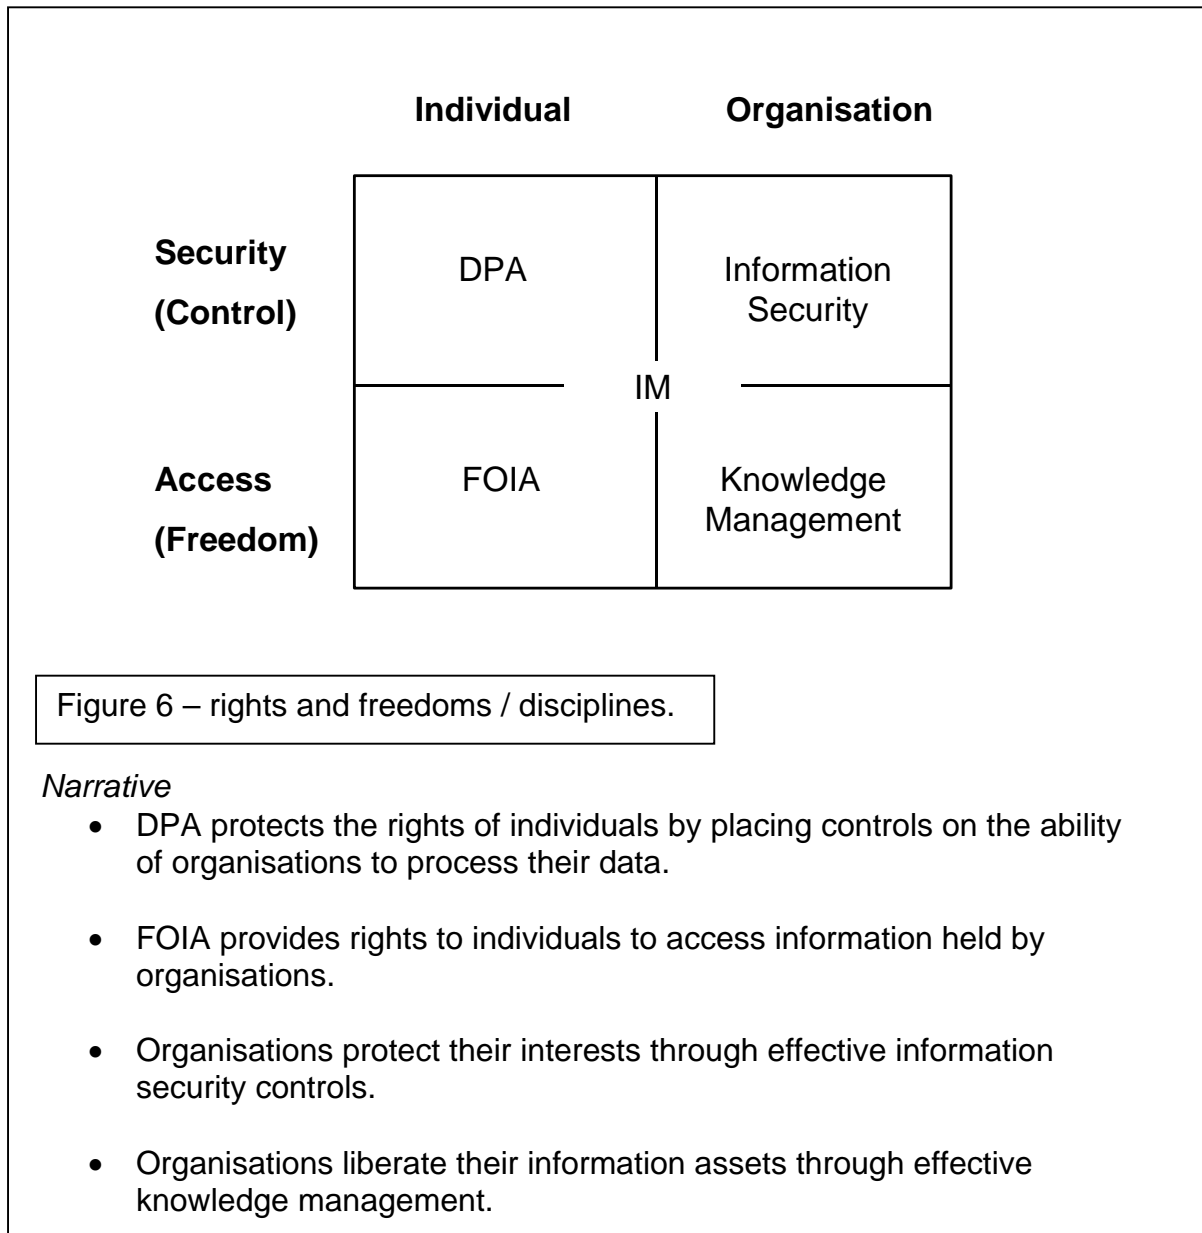 Individual Organisation
Security
(Control)
DPA
Information
Security
IM
Access
(Freedom)
FOIA
Knowledge
Management
Figure 6 – rights and freedoms / disciplines.
Narrative
• DPA protects the rights of individuals by placing controls on the ability
of organisations to process their data.
• FOIA provides rights to individuals to access information held by
organisations.
• Organisations protect their interests through effective information
security controls.
• Organisations liberate their information assets through effective
knowledge management.